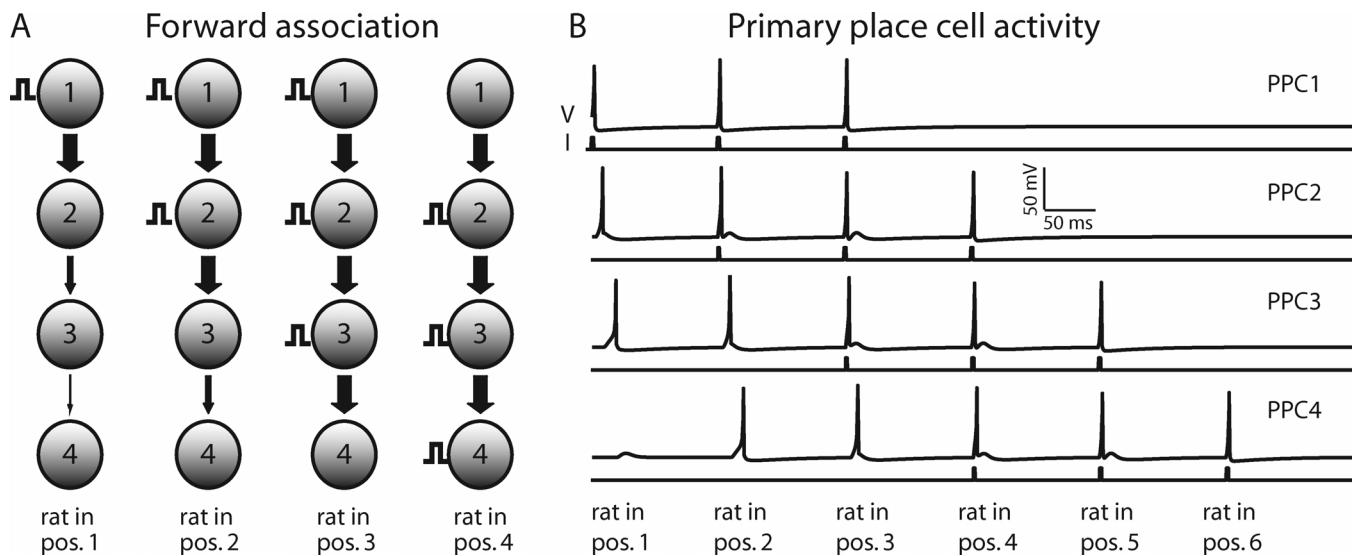 A Forward association
1 1 1 1
2 2 2 2
3 3 3 3
4 4 4 4
rat in rat in rat in rat in
pos. 1 pos. 2 pos. 3 pos. 4
B Primary place cell activity
PPC1
V
I
PPC2
50 mV
50 ms
PPC3
PPC4
rat in rat in rat in rat in rat in rat in
pos. 1 pos. 2 pos. 3 pos. 4 pos. 5 pos. 6